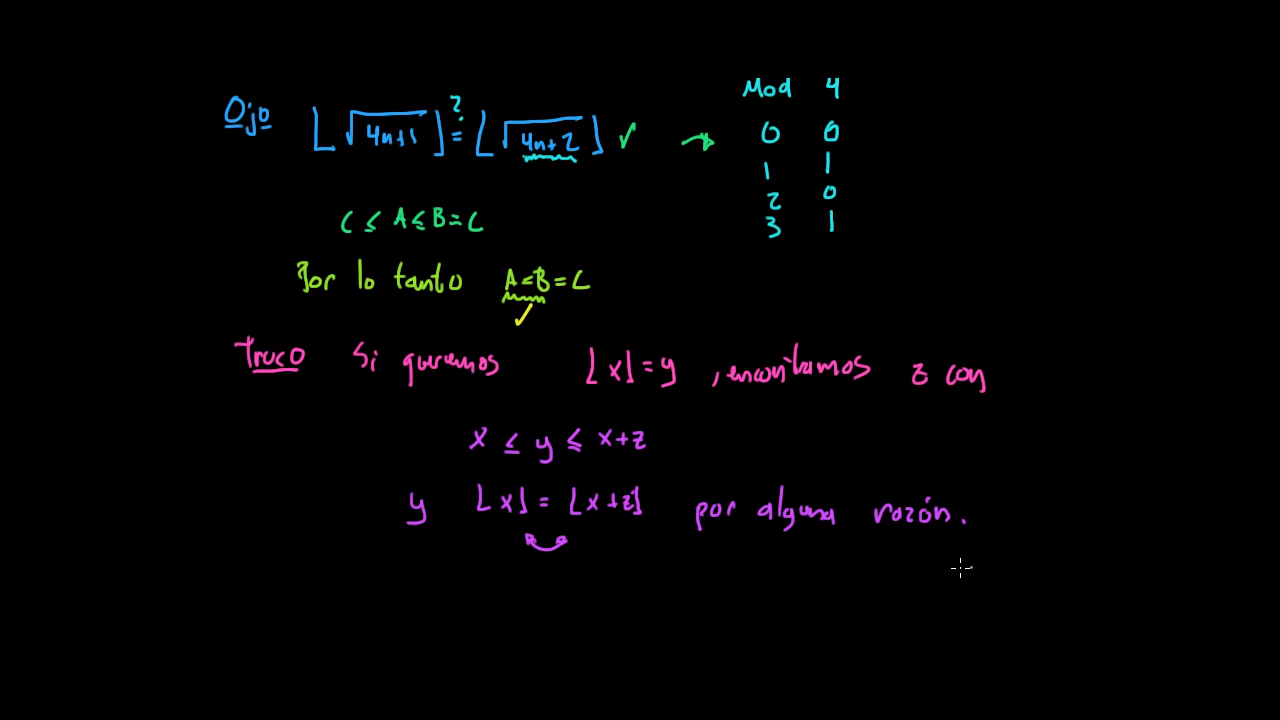 Ojo ⌊√4n+1⌋ ?= ⌊√4n+2⌋ ✓ → Mod 4
0 0
1 1
2 0
3 1
C ≤ A ≤ B = C
Por lo tanto A ≤ B = C
✓
Truco Si queremos ⌊x⌋ = y , encontramos z con
x ≤ y ≤ x+z
y ⌊x⌋ = ⌊x+z⌋ por alguna razón.